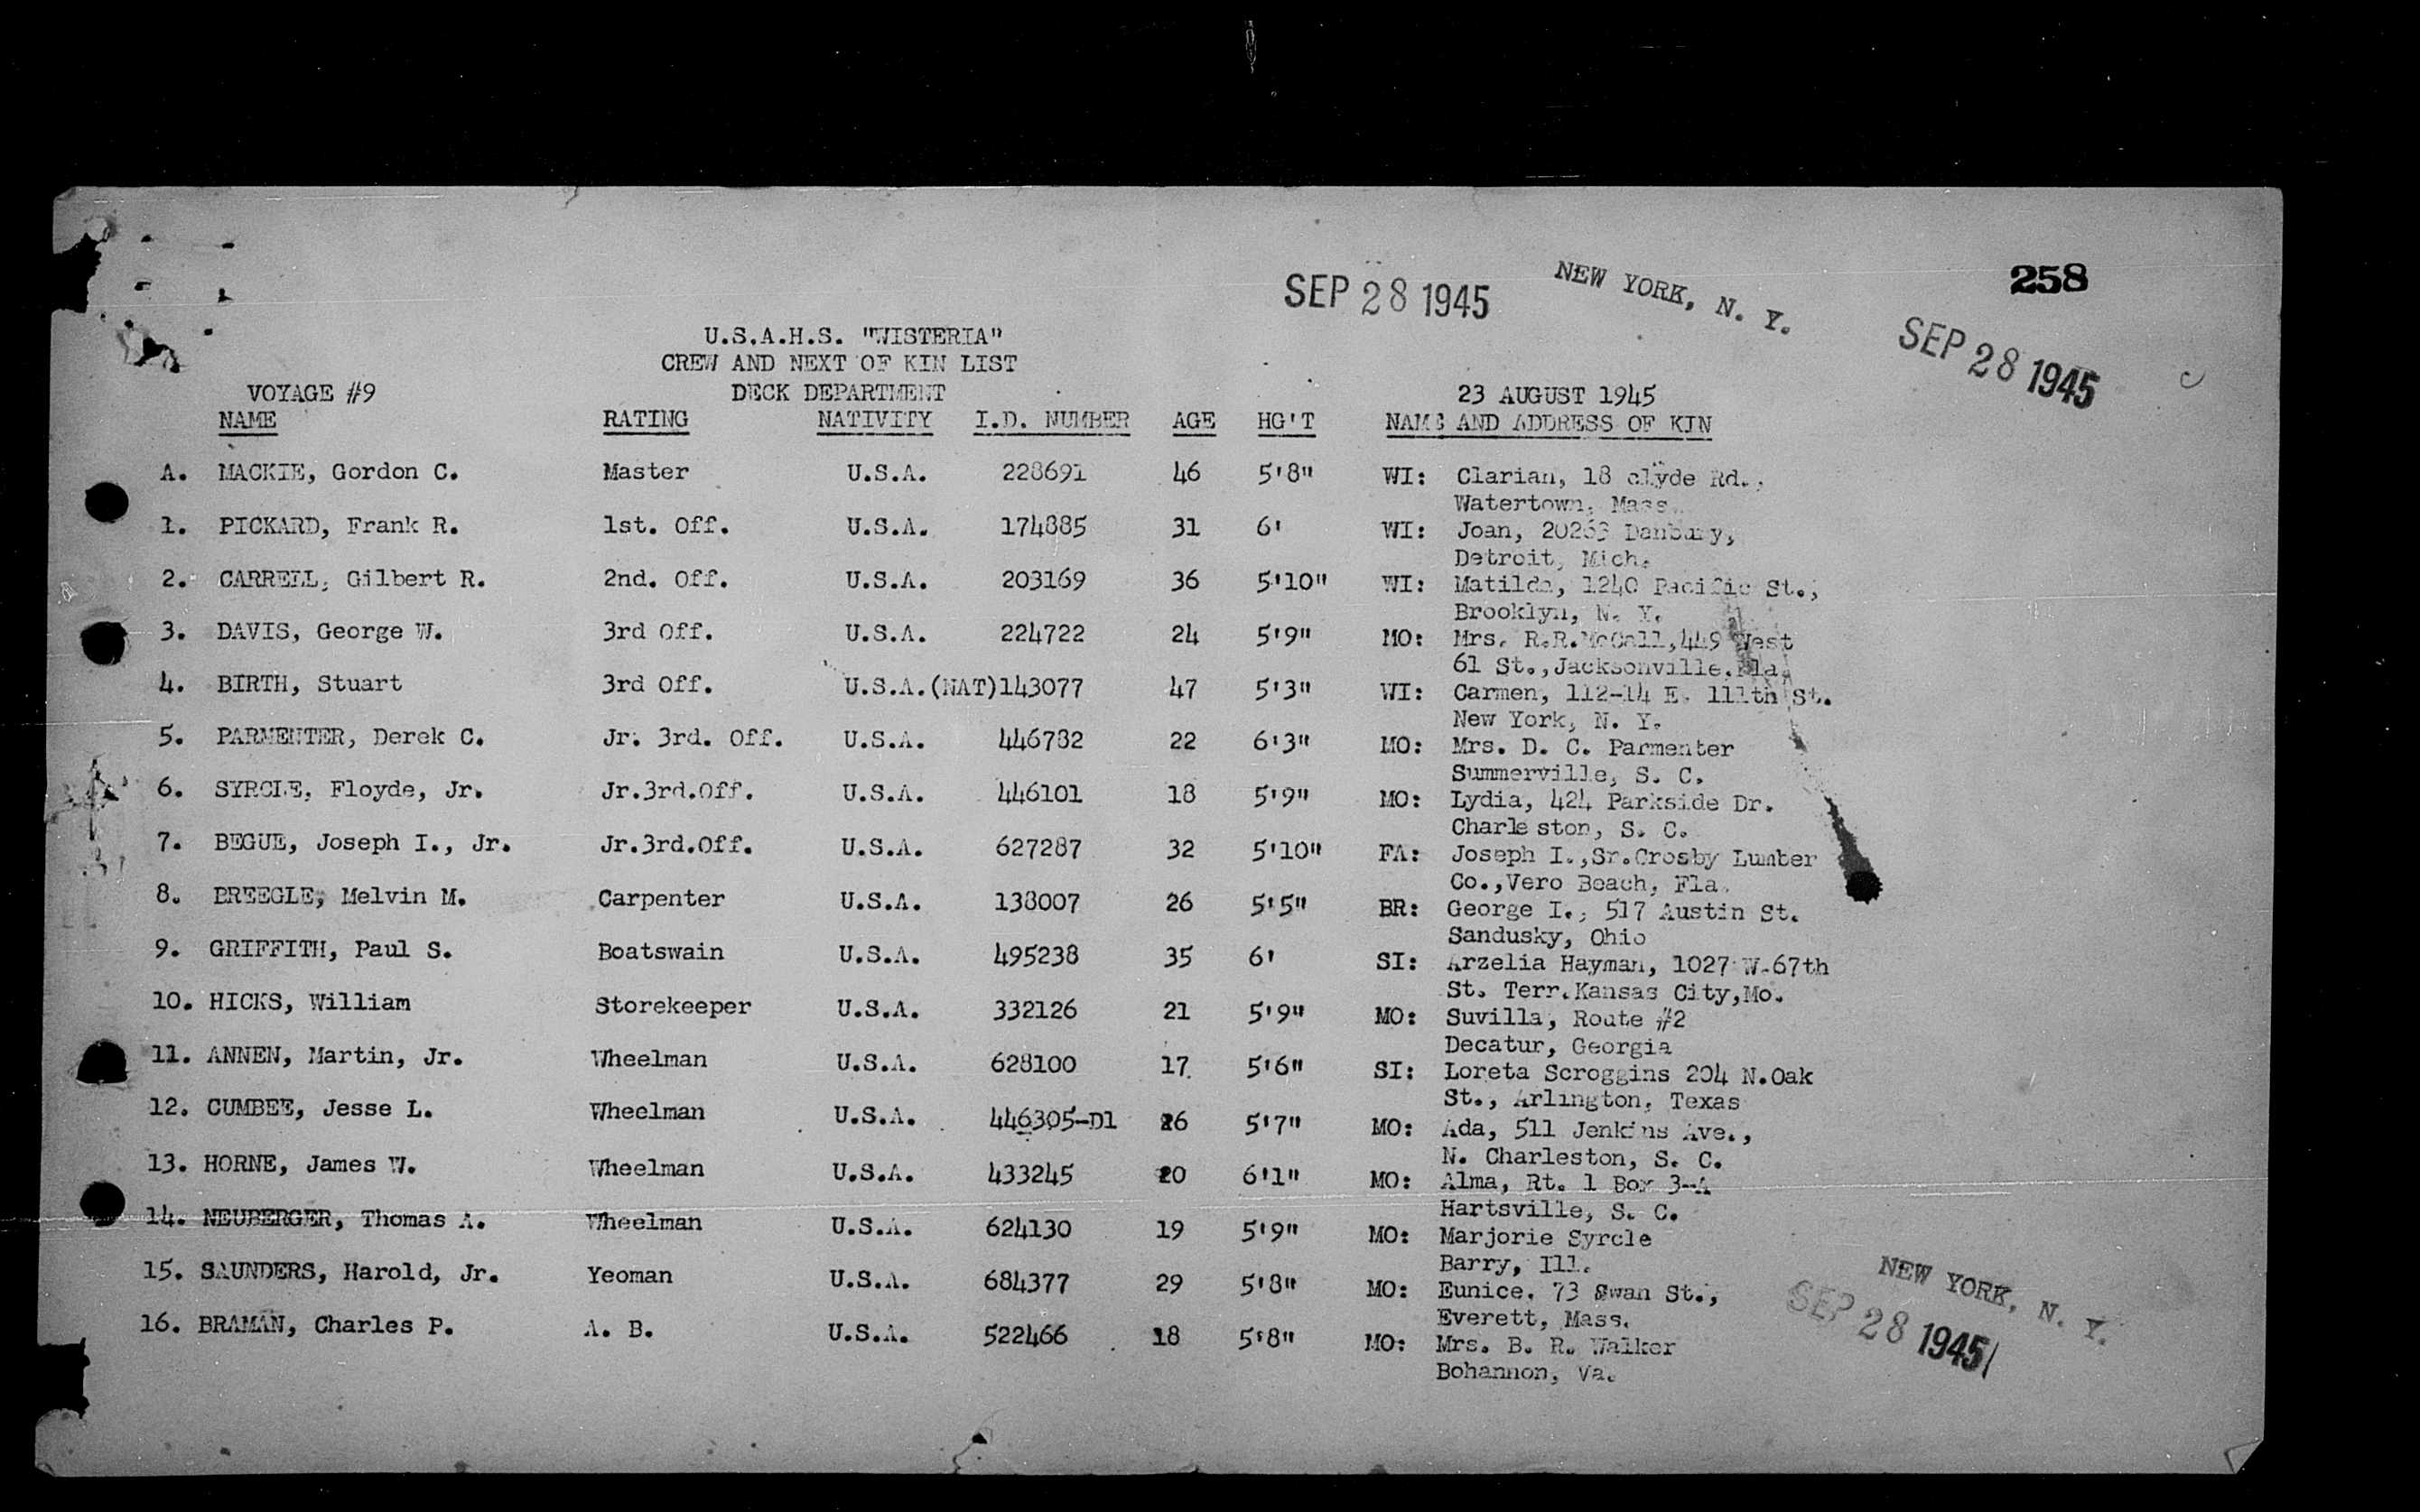 258
SEP 28 1945
NEW YORK, N. Y.
SEP 28 1945
U.S.A.H.S. "WISTERIA"
CREW AND NEXT OF KIN LIST
VOYAGE #9 DECK DEPARTMENT 23 AUGUST 1945
NAME RATING NATIVITY I.D. NUMBER AGE HG'T NAME AND ADDRESS OF KIN
A. MACKIE, Gordon C. Master U.S.A. 228691 46 5'8" WI: Clarian, 18 clyde Rd.,
Watertown, Mass.
1. PICKARD, Frank R. 1st. Off. U.S.A. 174885 31 6' WI: Joan, 20263 Danbury,
Detroit, Mich.
2. CARRELL, Gilbert R. 2nd. Off. U.S.A. 203169 36 5'10" WI: Matilda, 1240 Pacific St.,
Brooklyn, N. Y.
3. DAVIS, George W. 3rd Off. U.S.A. 224722 24 5'9" MO: Mrs. R.R.McCall,449 West
61 St.,Jacksonville,Fla.
4. BIRTH, Stuart 3rd Off. U.S.A.(NAT)143077 47 5'3" WI: Carmen, 112-14 E. 111th St.
New York, N. Y.
5. PARMENTER, Derek C. Jr. 3rd. Off. U.S.A. 446782 22 6'3" MO: Mrs. D. C. Parmenter
Summerville, S. C.
6. SYRCLE, Floyde, Jr. Jr.3rd.Off. U.S.A. 446101 18 5'9" MO: Lydia, 424 Parkside Dr.
Charle ston, S. C.
7. BEGUE, Joseph I., Jr. Jr.3rd.Off. U.S.A. 627287 32 5'10" FA: Joseph I.,Sr.Crosby Lumber
Co.,Vero Beach, Fla.
8. BREEGLE, Melvin M. Carpenter U.S.A. 138007 26 5'5" BR: George I., 517 Austin St.
Sandusky, Ohio
9. GRIFFITH, Paul S. Boatswain U.S.A. 495238 35 6' SI: Arzelia Hayman, 1027 W.67th
St. Terr.Kansas City,Mo.
10. HICKS, William Storekeeper U.S.A. 332126 21 5'9" MO: Suvilla, Route #2
Decatur, Georgia
11. ANNEN, Martin, Jr. Wheelman U.S.A. 628100 17 5'6" SI: Loreta Scroggins 204 N.Oak
St., Arlington, Texas
12. CUMBEE, Jesse L. Wheelman U.S.A. 446305-D1 26 5'7" MO: Ada, 511 Jenkins Ave.,
N. Charleston, S. C.
13. HORNE, James W. Wheelman U.S.A. 433245 20 6'1" MO: Alma, Rt. 1 Box 3-A
Hartsville, S. C.
14. NEUBERGER, Thomas A. Wheelman U.S.A. 624130 19 5'9" MO: Marjorie Syrcle
Barry, Ill.
15. SAUNDERS, Harold, Jr. Yeoman U.S.A. 684377 29 5'8" MO: Eunice, 73 Swan St.,
Everett, Mass.
16. BRAMAN, Charles P. A. B. U.S.A. 522466 18 5'8" MO: Mrs. B. R. Walker
Bohannon, Va.
NEW YORK, N. Y.
SEP 28 1945